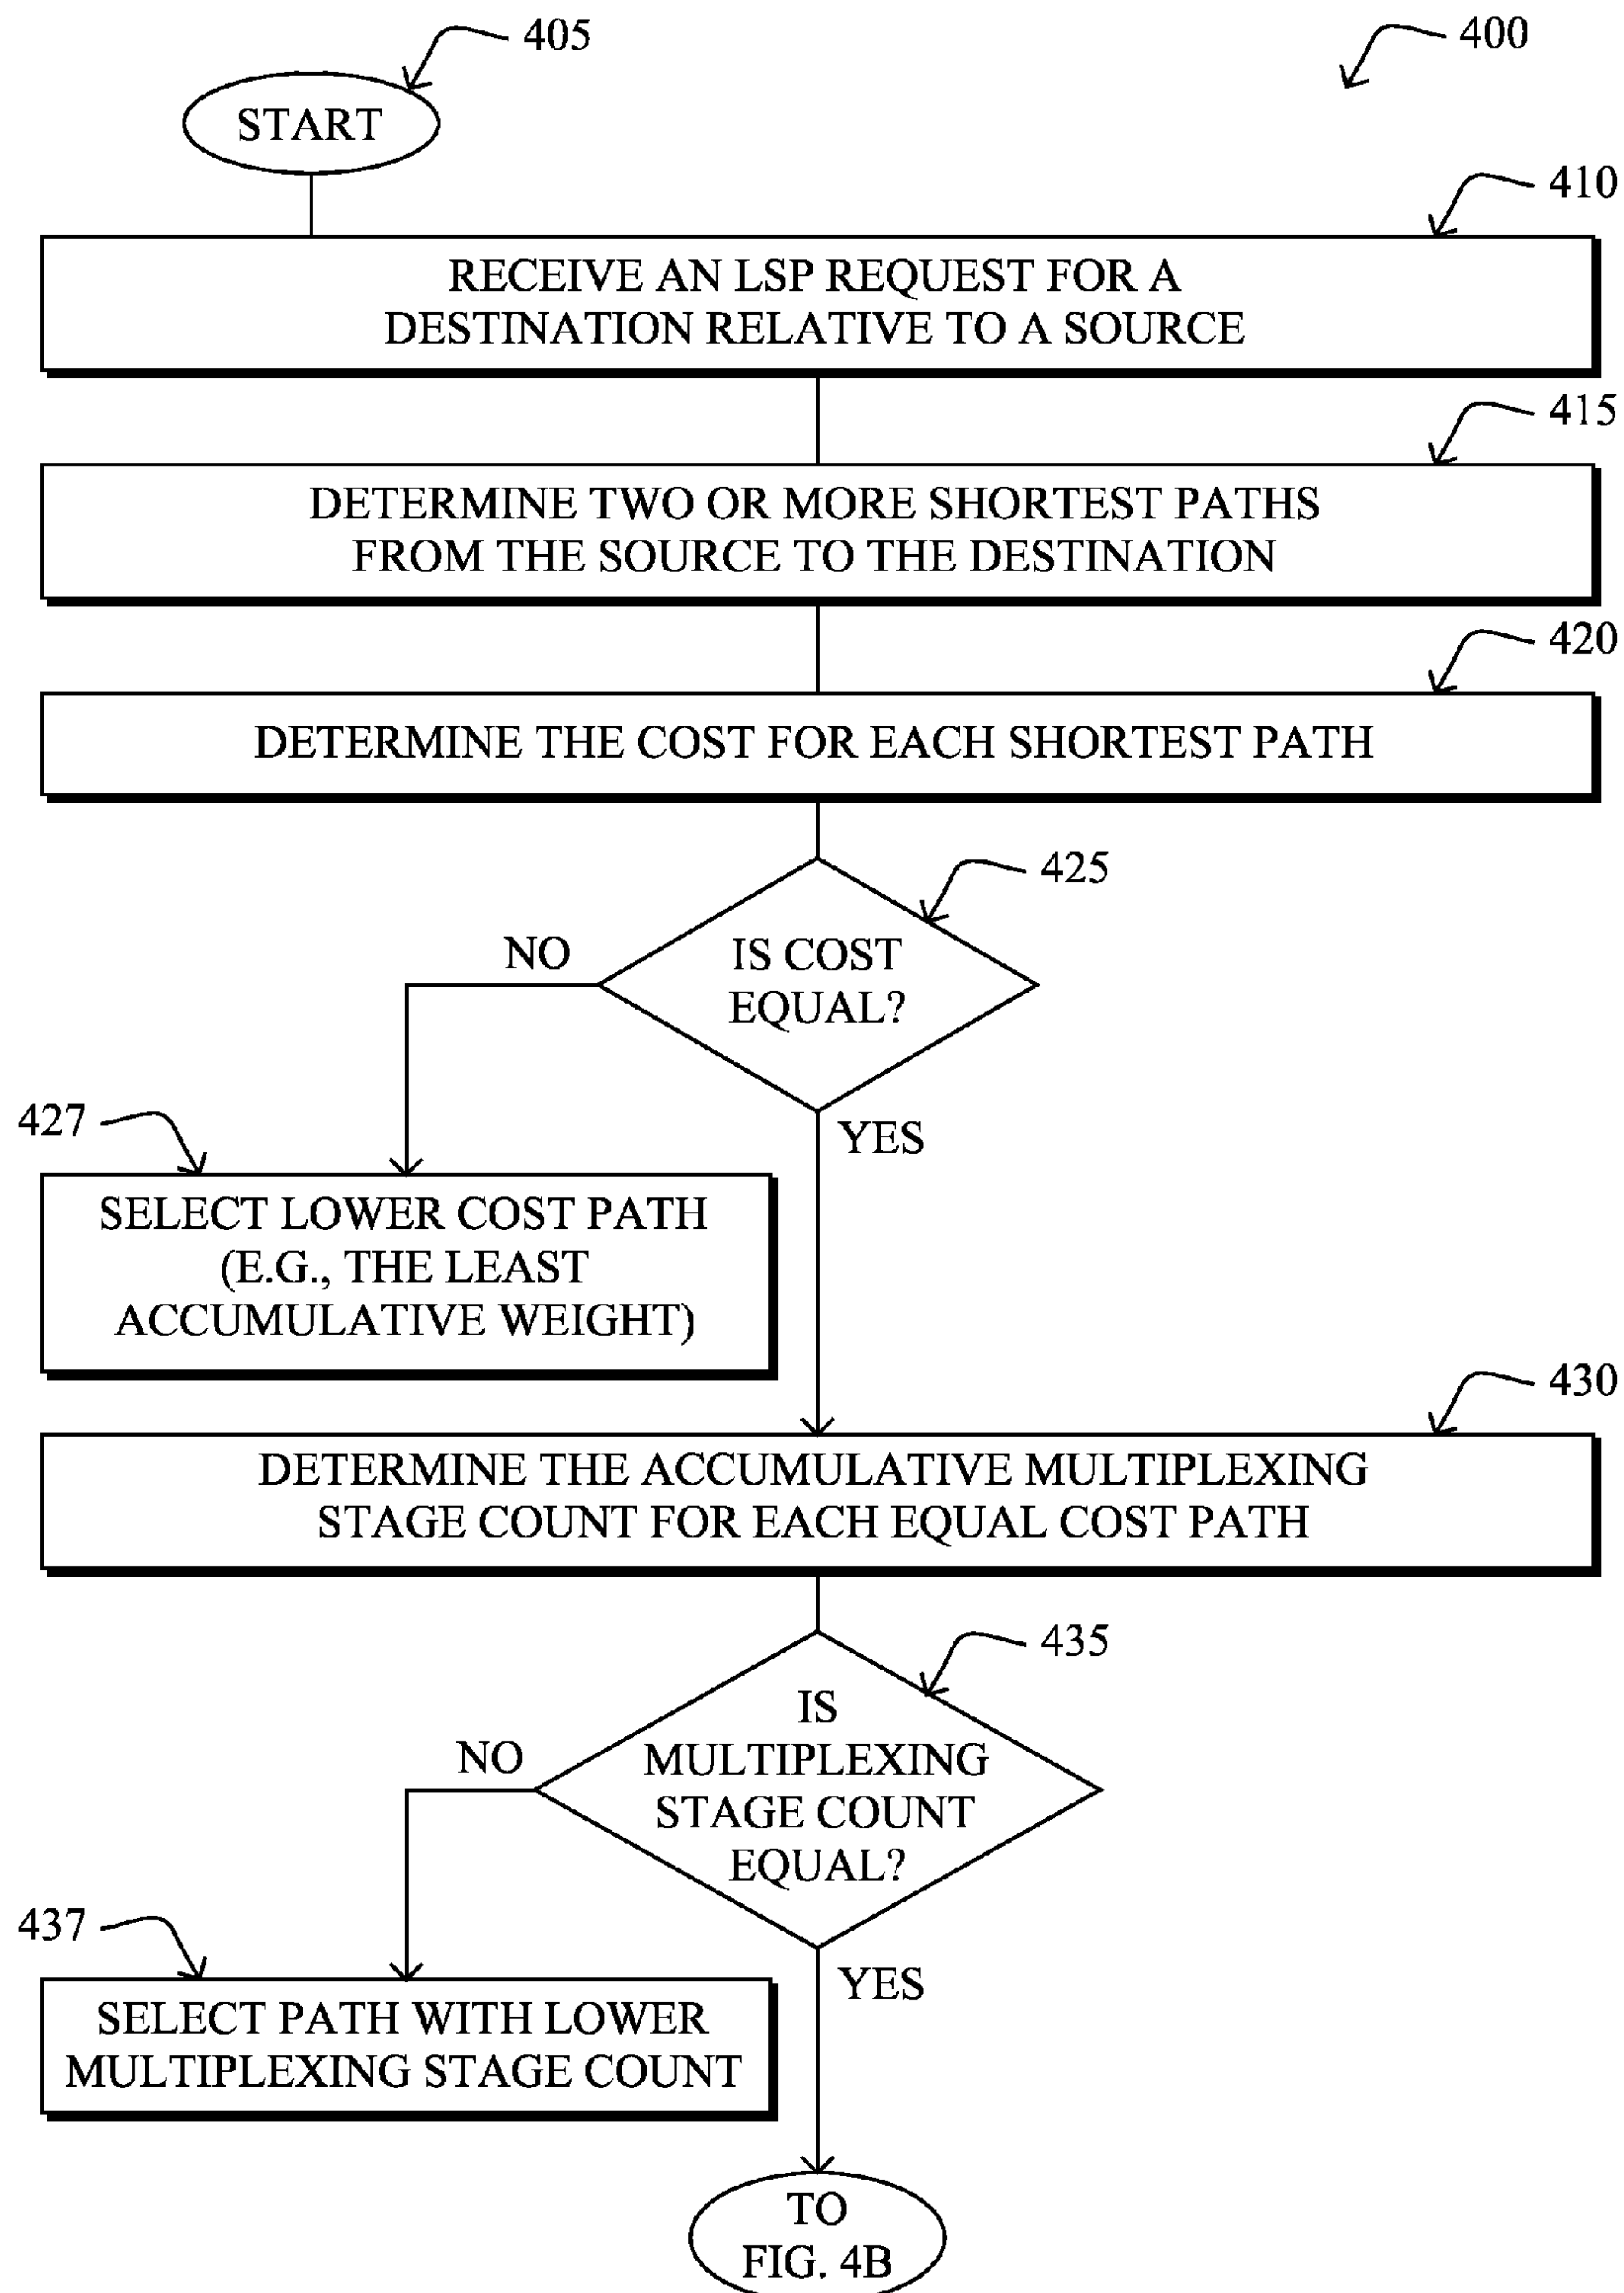 405
400
START
410
RECEIVE AN LSP REQUEST FOR A
DESTINATION RELATIVE TO A SOURCE
415
DETERMINE TWO OR MORE SHORTEST PATHS
FROM THE SOURCE TO THE DESTINATION
420
DETERMINE THE COST FOR EACH SHORTEST PATH
425
NO
IS COST
EQUAL?
YES
427
SELECT LOWER COST PATH
(E.G., THE LEAST
ACCUMULATIVE WEIGHT)
430
DETERMINE THE ACCUMULATIVE MULTIPLEXING
STAGE COUNT FOR EACH EQUAL COST PATH
435
NO
IS
MULTIPLEXING
STAGE COUNT
EQUAL?
YES
437
SELECT PATH WITH LOWER
MULTIPLEXING STAGE COUNT
TO
FIG. 4B